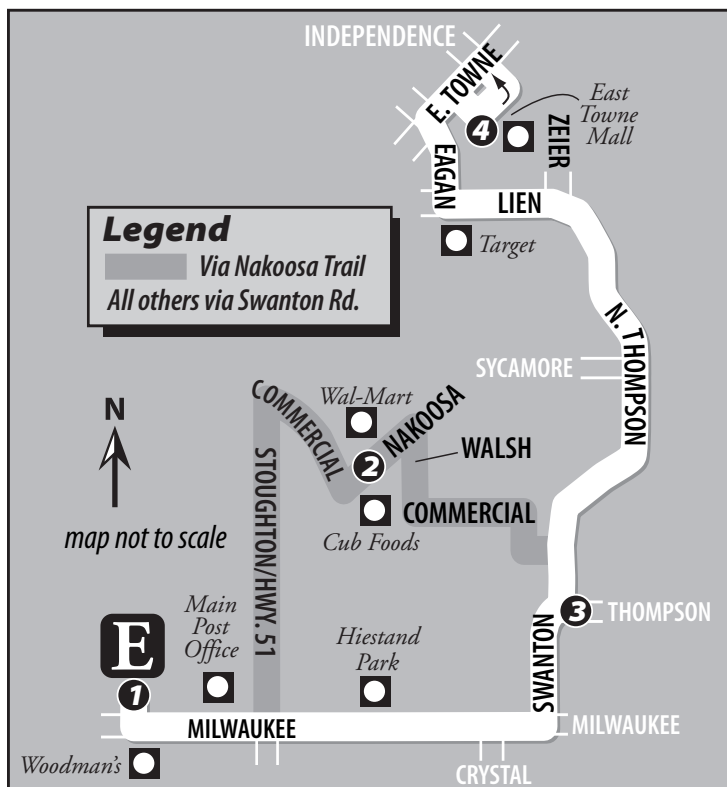 INDEPENDENCE
E. TOWNE
4
East
Towne
Mall
ZEIER
EAGAN
LIEN
Target
Legend
Via Nakoosa Trail
All others via Swanton Rd.
N. THOMPSON
SYCAMORE
N
map not to scale
COMMERCIAL
Wal-Mart
NAKOOSA
2
WALSH
STOUGHTON/HWY. 51
Cub Foods
COMMERCIAL
3
THOMPSON
SWANTON
E
1
Main
Post
Office
Hiestand
Park
MILWAUKEE
MILWAUKEE
Woodman's
CRYSTAL